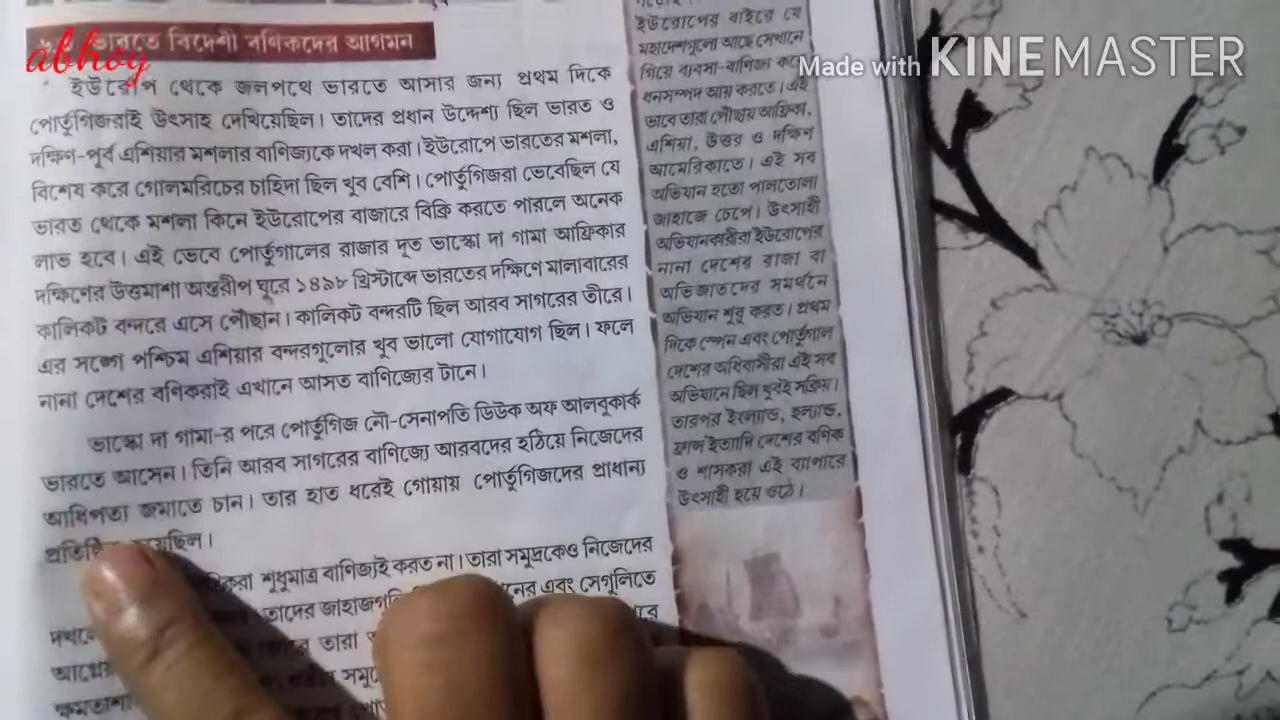 abhoy
Made with KINEMASTER
ভারতে বিদেশী বণিকদের আগমন
ইউরোপ থেকে জলপথে ভারতে আসার জন্য প্রথম দিকে
পোর্তুগিজরাই উৎসাহ দেখিয়েছিল। তাদের প্রধান উদ্দেশ্য ছিল ভারত ও
দক্ষিণ-পূর্ব এশিয়ার মশলার বাণিজ্যকে দখল করা। ইউরোপে ভারতের মশলা,
বিশেষ করে গোলমরিচের চাহিদা ছিল খুব বেশি। পোর্তুগিজরা ভেবেছিল যে
ভারত থেকে মশলা কিনে ইউরোপের বাজারে বিক্রি করতে পারলে অনেক
লাভ হবে। এই ভেবে পোর্তুগালের রাজার দূত ভাস্কো দা গামা আফ্রিকার
দক্ষিণের উত্তমাশা অন্তরীপ ঘুরে ১৪৯৮ খ্রিস্টাব্দে ভারতের দক্ষিণে মালাবারের
কালিকট বন্দরে এসে পৌঁছান। কালিকট বন্দরটি ছিল আরব সাগরের তীরে।
এর সঙ্গে পশ্চিম এশিয়ার বন্দরগুলোর খুব ভালো যোগাযোগ ছিল। ফলে
নানা দেশের বণিকরাই এখানে আসত বাণিজ্যের টানে।
ভাস্কো দা গামা-র পরে পোর্তুগিজ নৌ-সেনাপতি ডিউক অফ আলবুকার্ক
ভারতে আসেন। তিনি আরব সাগরের বাণিজ্যে আরবদের হঠিয়ে নিজেদের
আধিপত্য জমাতে চান। তার হাত ধরেই গোয়ায় পোর্তুগিজদের প্রাধান্য
প্রতিষ্ঠিত হয়েছিল।
শুধুমাত্র বাণিজ্যই করত না। তারা সমুদ্রকেও নিজেদের
তাদের এবং সেগুলিতে
তারা
ইউরোপের বাইরে যে
মহাদেশগুলো আছে সেখানে
গিয়ে ব্যবসা-বাণিজ্য করে
ধনসম্পদ আয় করতে। এই
ভাবে তারা পৌঁছায় আফ্রিকা,
এশিয়া, উত্তর ও দক্ষিণ
আমেরিকাতে। এই সব
অভিযান হতো পালতোলা
জাহাজে চেপে। উৎসাহী
অভিযানকারীরা ইউরোপের
নানা দেশের রাজা বা
অভিজাতদের সমর্থনে
অভিযান শুরু করত। প্রথম
দিকে স্পেন এবং পোর্তুগাল
দেশের অধিবাসীরা এই সব
অভিযানে ছিল খুবই সক্রিয়।
তারপর ইংল্যান্ড, হল্যান্ড,
ফ্রান্স ইত্যাদি দেশের বণিক
ও শাসকরা এই ব্যাপারে
উৎসাহী হয়ে ওঠে।